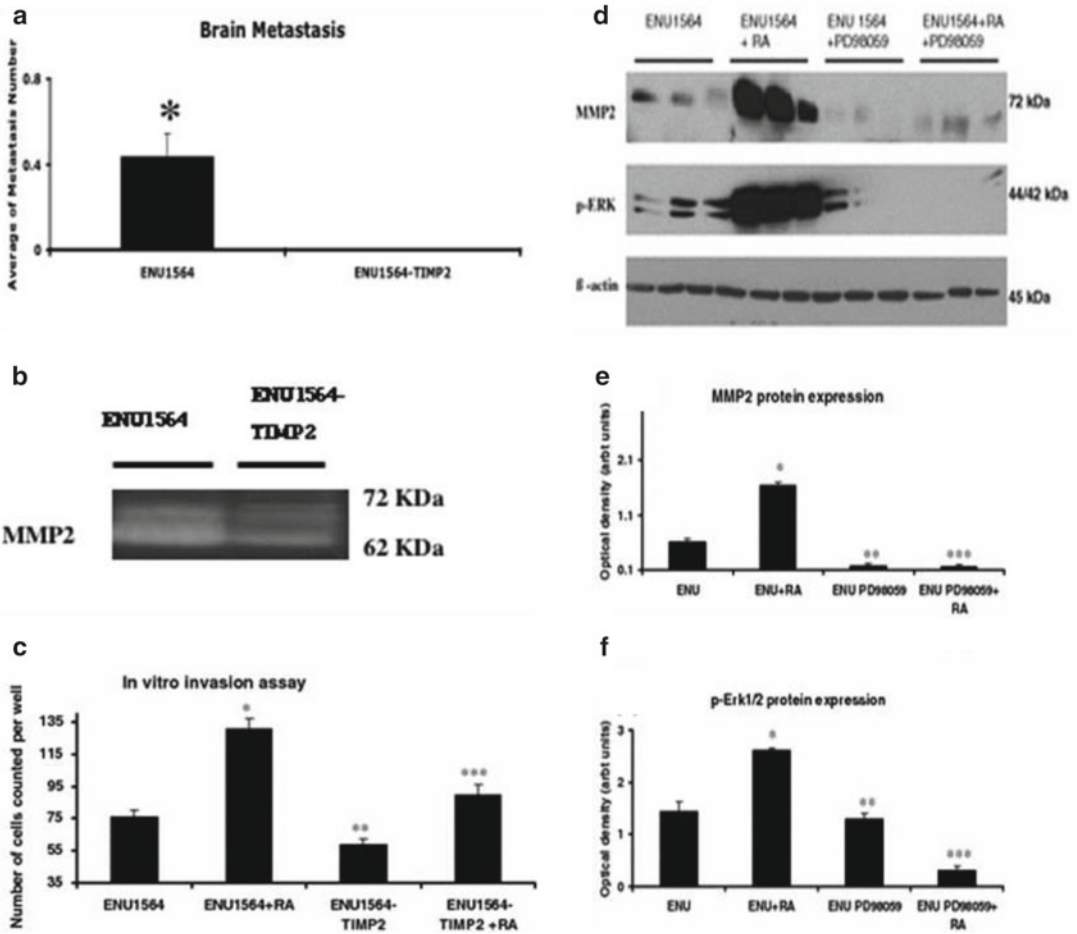 a
Brain Metastasis
Average of Metastasis Number
0.8
0.4
0
*
ENU1564
ENU1564-TIMP2
b
ENU1564
ENU1564-
TIMP2
MMP2
72 KDa
62 KDa
c
In vitro invasion assay
Number of cells counted per well
135
115
95
75
55
35
*
**
***
ENU1564
ENU1564+RA
ENU1564-
TIMP2
ENU1564-
TIMP2 +RA
d
ENU1564
ENU1564
+ RA
ENU 1564
+PD98059
ENU1564+RA
+PD98059
MMP2
72 kDa
p-ERK
44/42 kDa
ß-actin
45 kDa
e
MMP2 protein expression
Optical density (arbt units)
2.1
1.1
0.1
*
**
***
ENU
ENU+RA
ENU PD98059
ENU PD98059+
RA
f
p-Erk1/2 protein expression
Optical density (arbt units)
3
2
1
0
*
**
***
ENU
ENU+RA
ENU PD98059
ENU PD98059+
RA